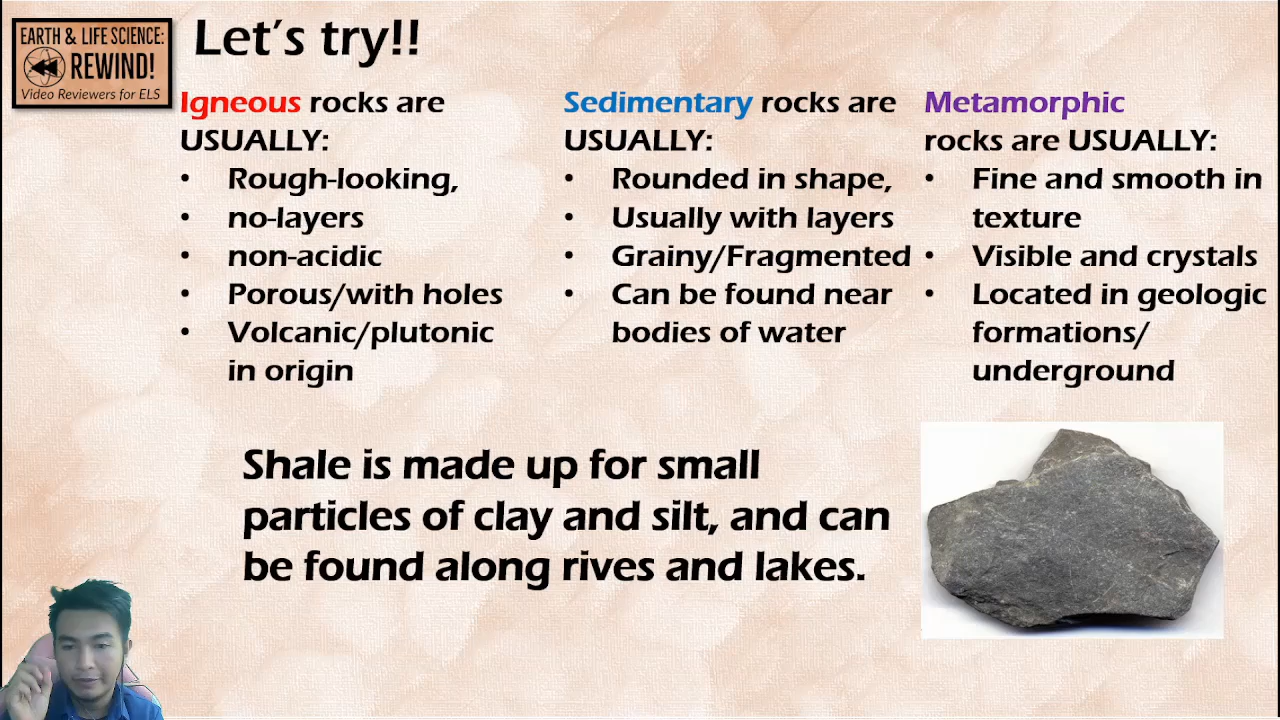 EARTH & LIFE SCIENCE:
REWIND!
Video Reviewers for ELS
Let's try!!
Igneous rocks are
USUALLY:
• Rough-looking,
• no-layers
• non-acidic
• Porous/with holes
• Volcanic/plutonic
in origin
Sedimentary rocks are
USUALLY:
• Rounded in shape,
• Usually with layers
• Grainy/Fragmented
• Can be found near
bodies of water
Metamorphic
rocks are USUALLY:
• Fine and smooth in
texture
• Visible and crystals
• Located in geologic
formations/
underground
Shale is made up for small
particles of clay and silt, and can
be found along rives and lakes.